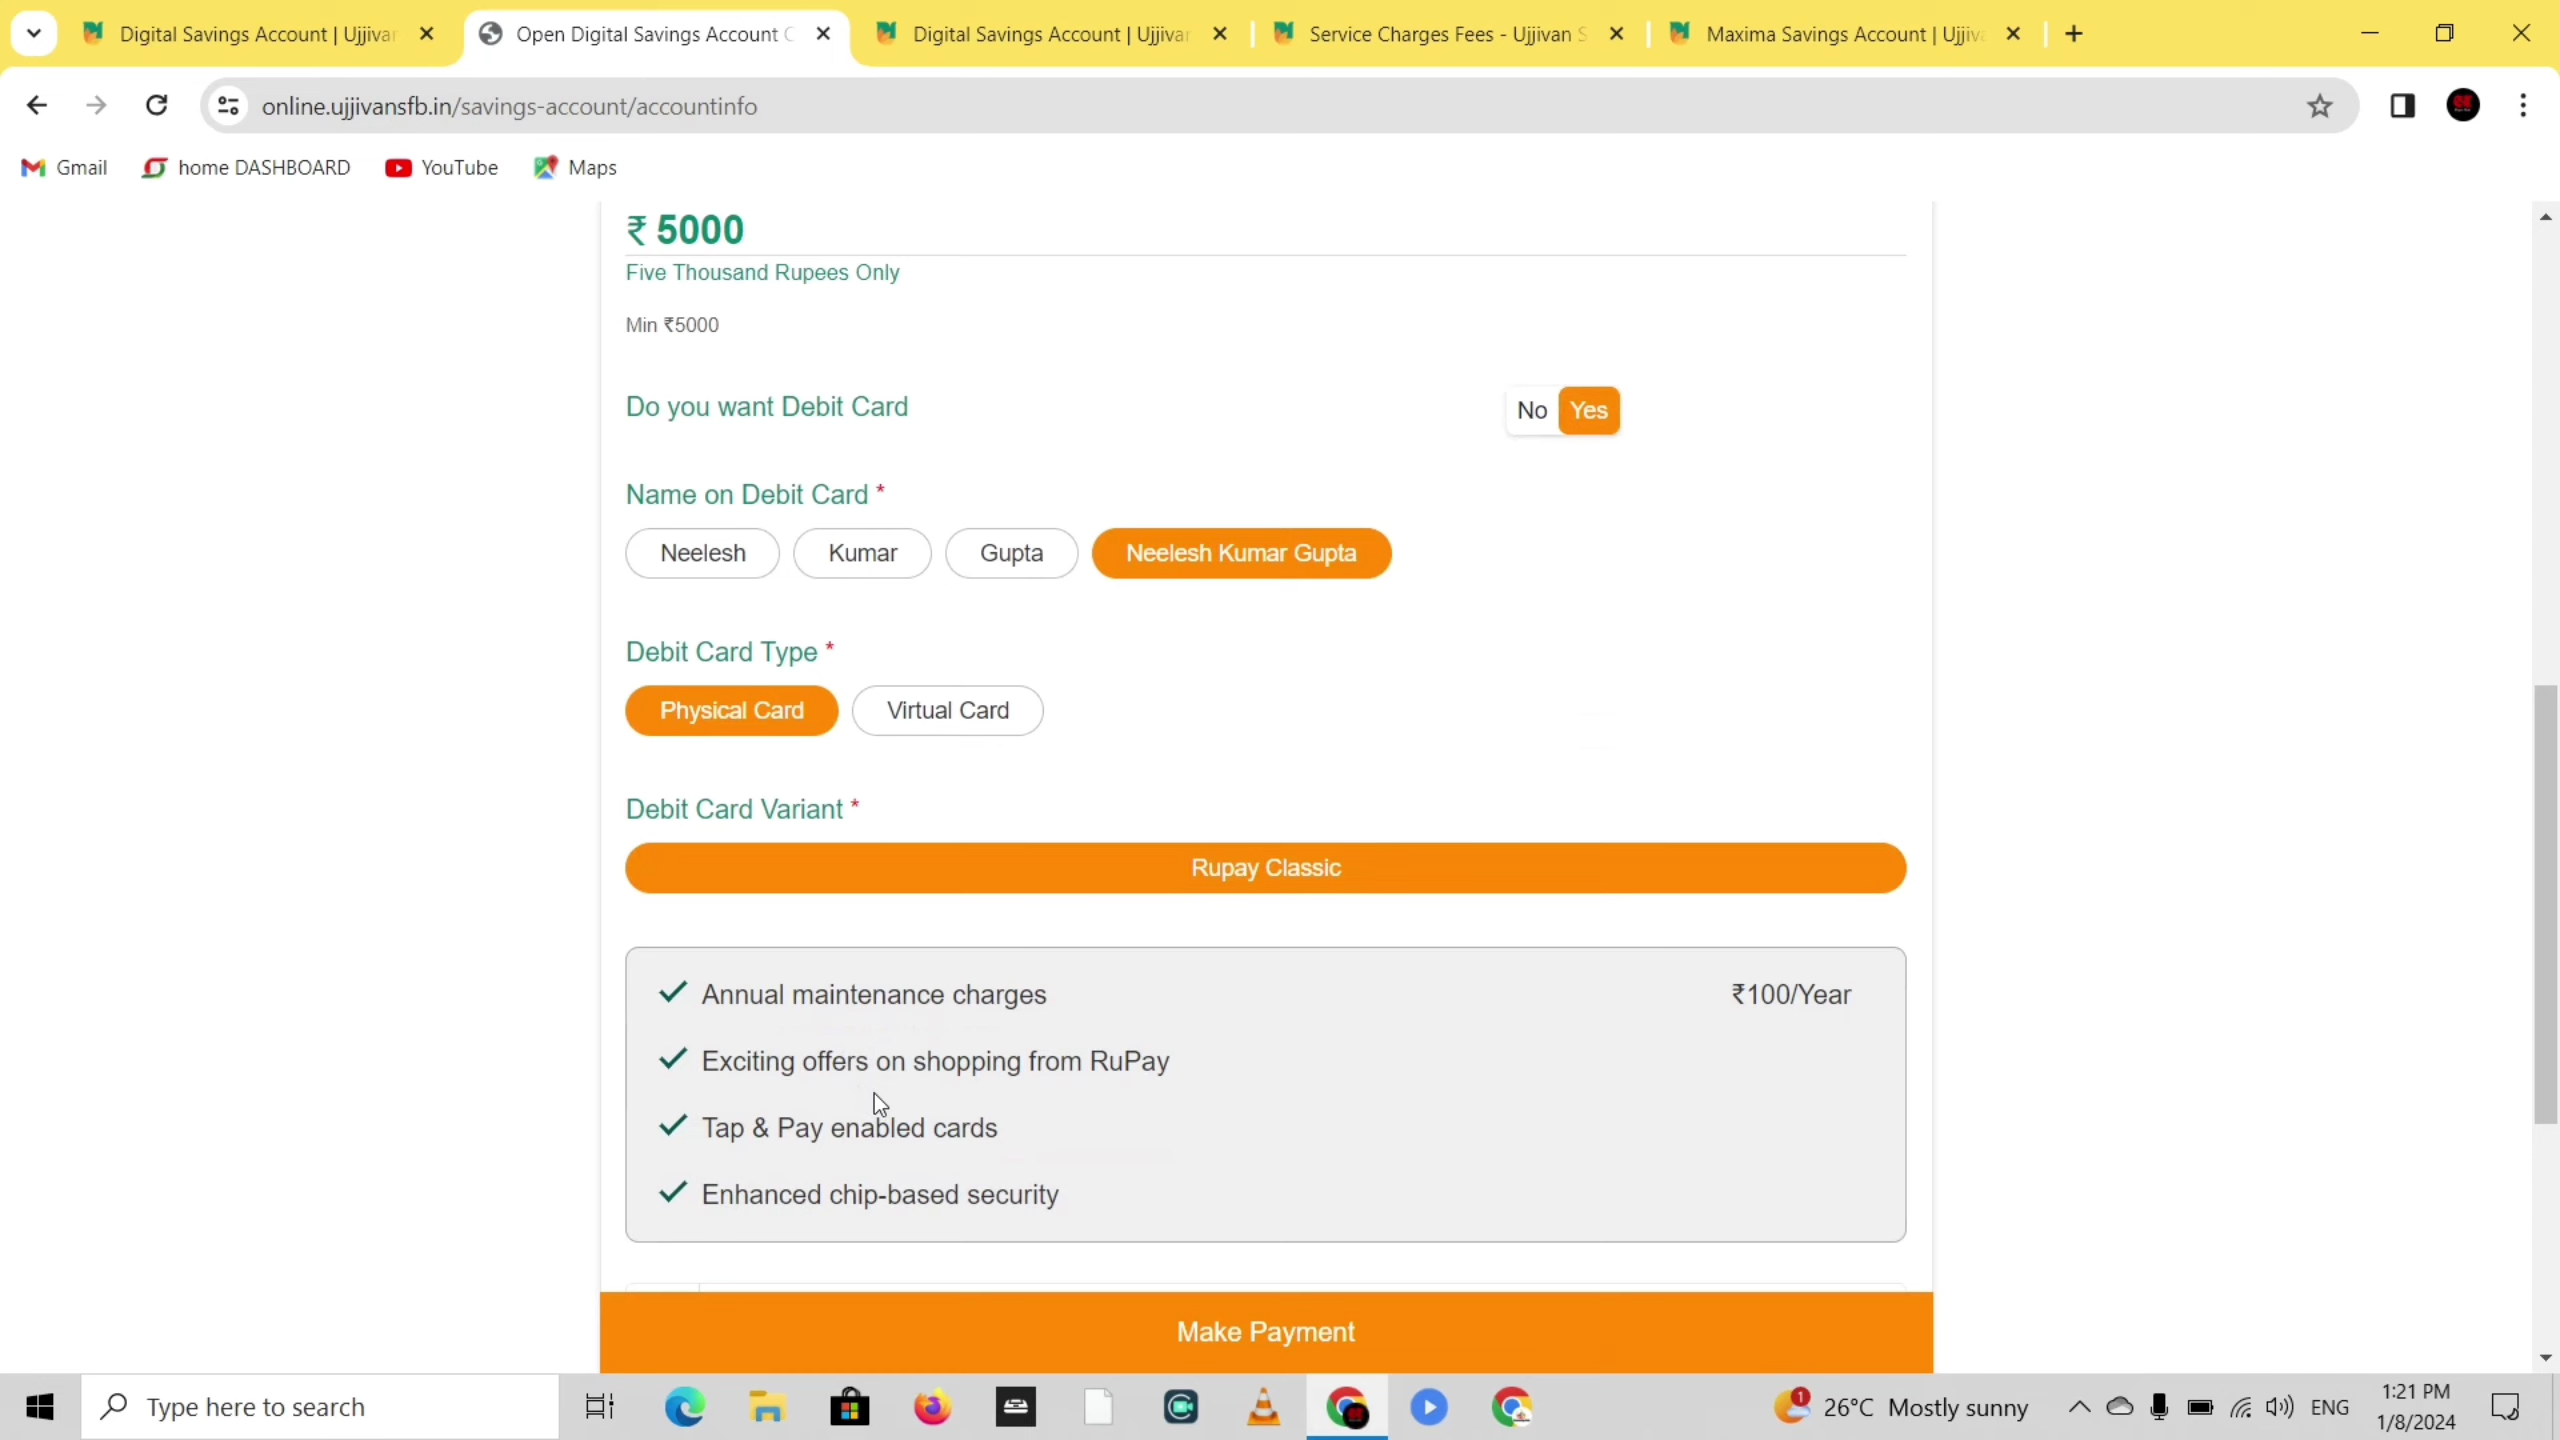 Digital Savings Account | Ujjivan
Open Digital Savings Account O
Digital Savings Account | Ujjivan
Service Charges Fees - Ujjivan S
Maxima Savings Account | Ujjiv
online.ujjivansfb.in/savings-account/accountinfo
Gmail
home DASHBOARD
YouTube
Maps
₹ 5000
Five Thousand Rupees Only
Min ₹5000
Do you want Debit Card
No Yes
Name on Debit Card *
Neelesh Kumar Gupta Neelesh Kumar Gupta
Debit Card Type *
Physical Card Virtual Card
Debit Card Variant *
Rupay Classic
Annual maintenance charges ₹100/Year
Exciting offers on shopping from RuPay
Tap & Pay enabled cards
Enhanced chip-based security
Make Payment
Type here to search
1
26°C Mostly sunny
ENG
1:21 PM
1/8/2024